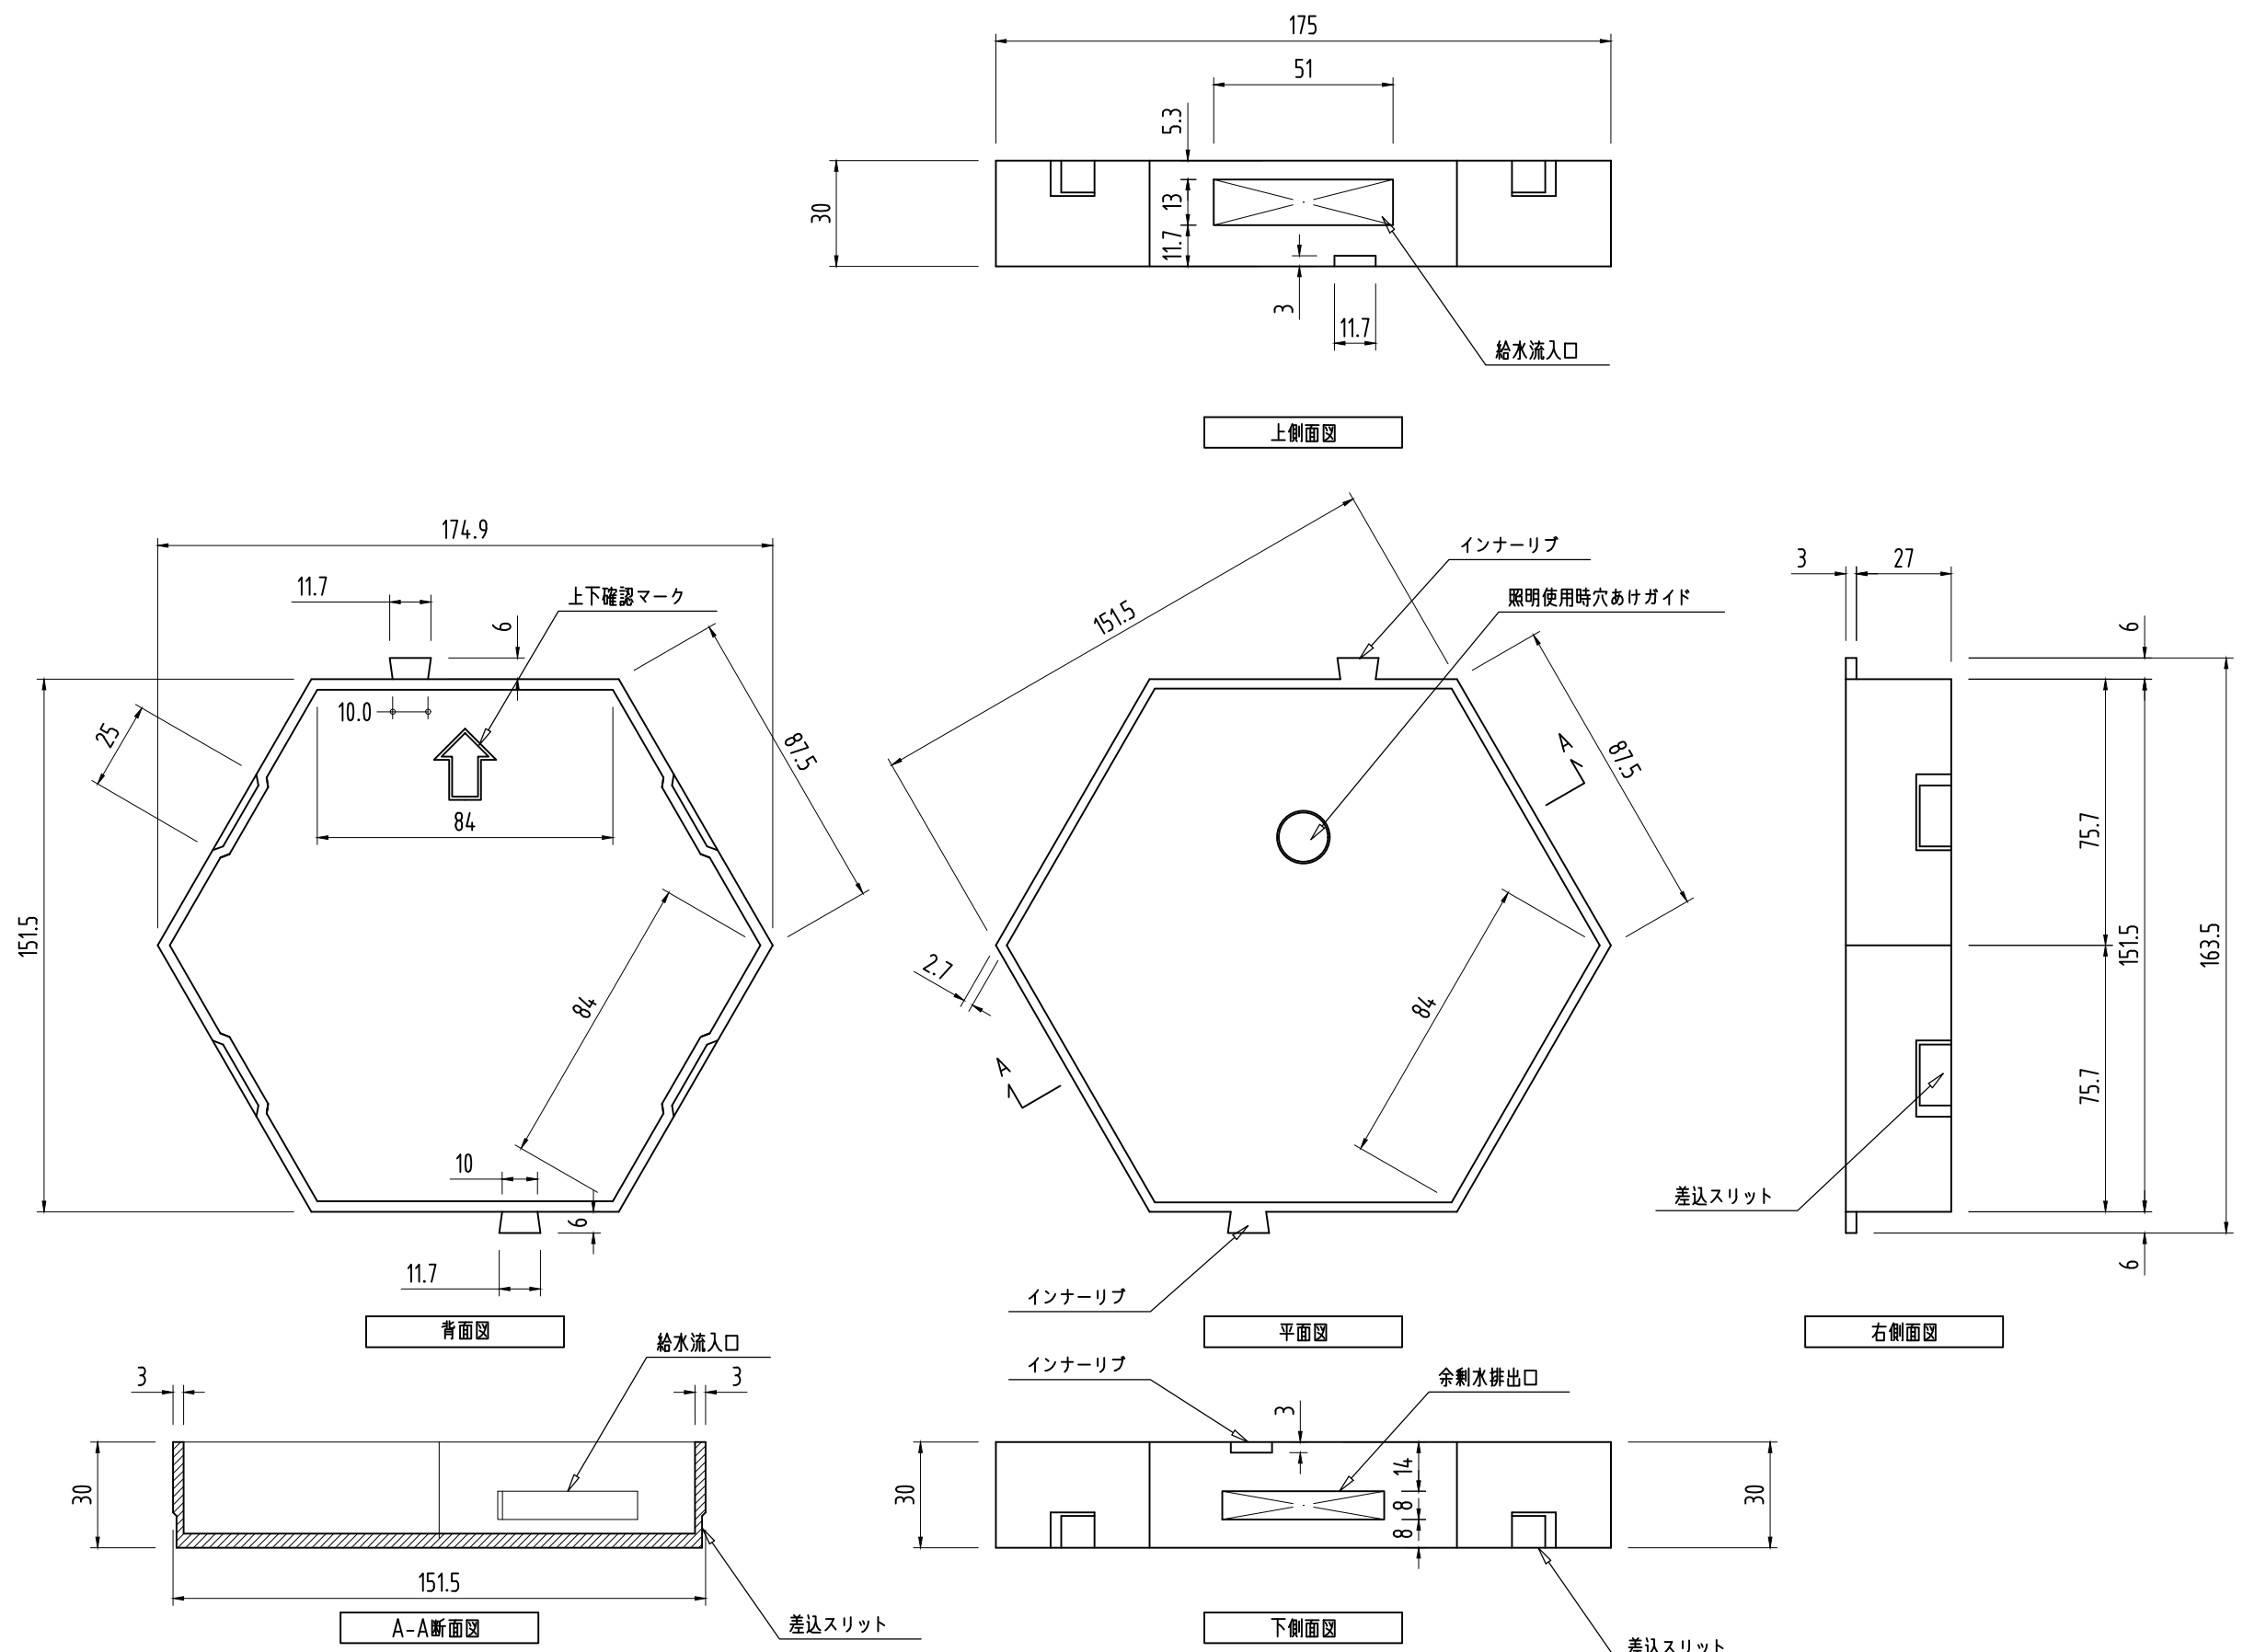 175
51
5.3
30
13
11.7
3
11.7
給水流入口
上側面図
174.9
11.7
6
上下確認マーク
25
10.0
87.5
84
151.5
84
10
6
11.7
背面図
151.5
インナーリブ
照明使用時穴あけガイド
87.5
A
2.7
84
A
インナーリブ
平面図
3
27
6
75.7
151.5
163.5
75.7
差込スリット
6
右側面図
給水流入口
3
3
30
151.5
差込スリット
A-A断面図
インナーリブ
余剰水排出口
3
30
14
8
8
30
下側面図
差込スリット